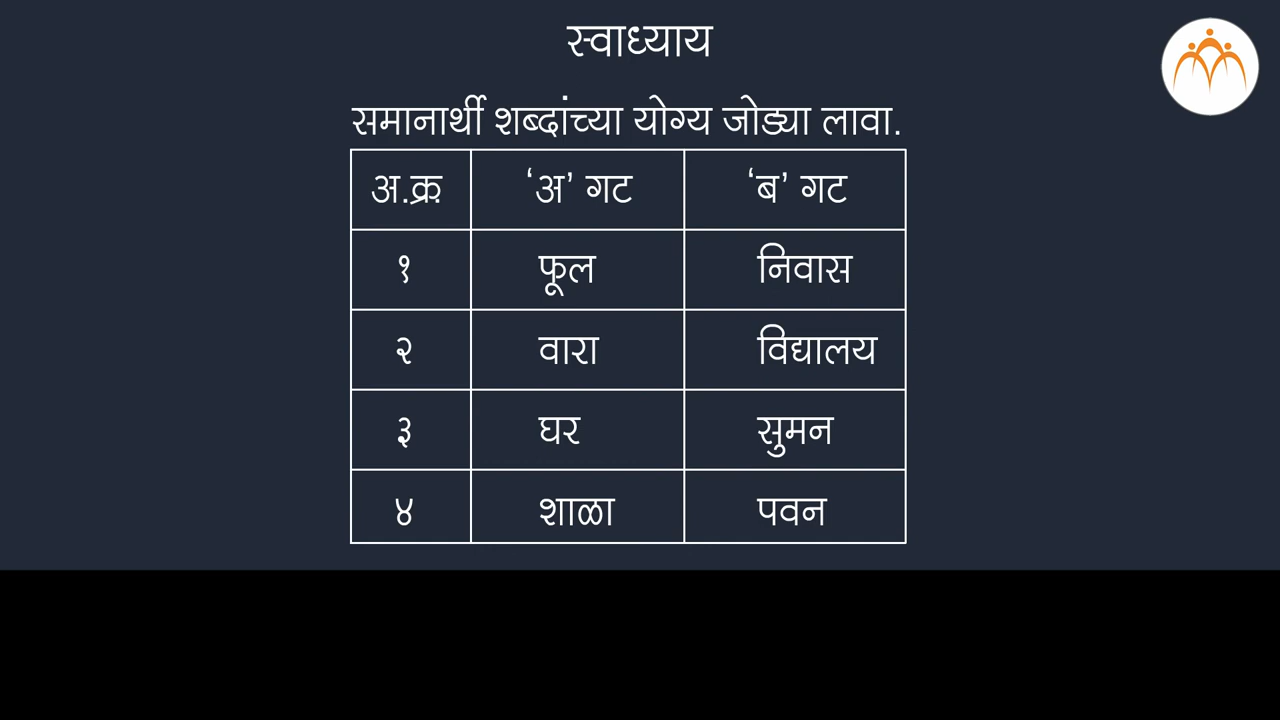 स्वाध्याय
समानार्थी शब्दांच्या योग्य जोड्या लावा.
अ.क्र. ‘अ’ गट ‘ब’ गट
१ फूल निवास
२ वारा विद्यालय
३ घर सुमन
४ शाळा पवन